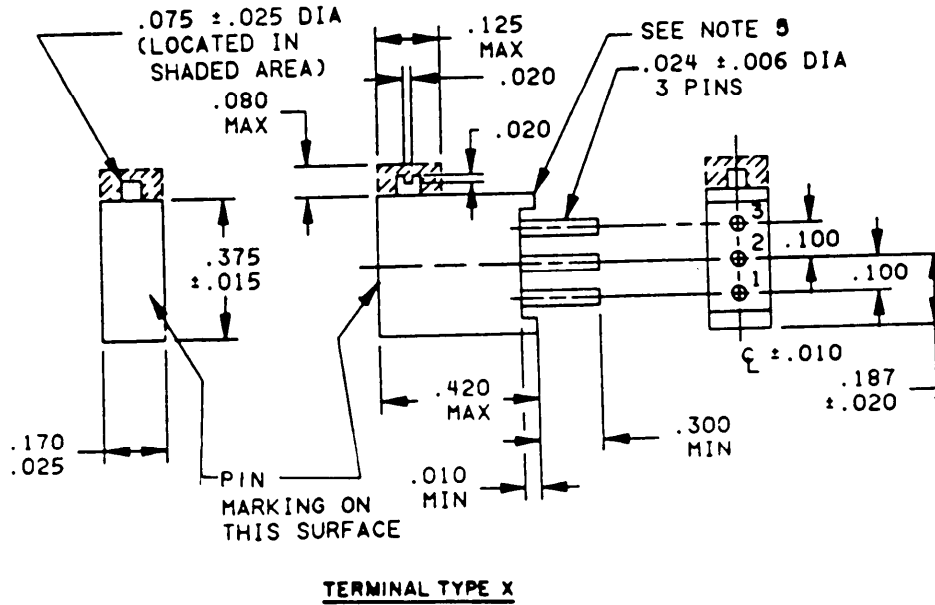 .075 ±.025 DIA
(LOCATED IN
SHADED AREA)
.125
MAX
.020
.080
MAX
.020
SEE NOTE 5
.024 ±.006 DIA
3 PINS
.375
±.015
3
2
1
.100
.100
℄ ±.010
.187
±.020
.420
MAX
.300
MIN
.010
MIN
.170
.025
PIN
MARKING ON
THIS SURFACE
TERMINAL TYPE X